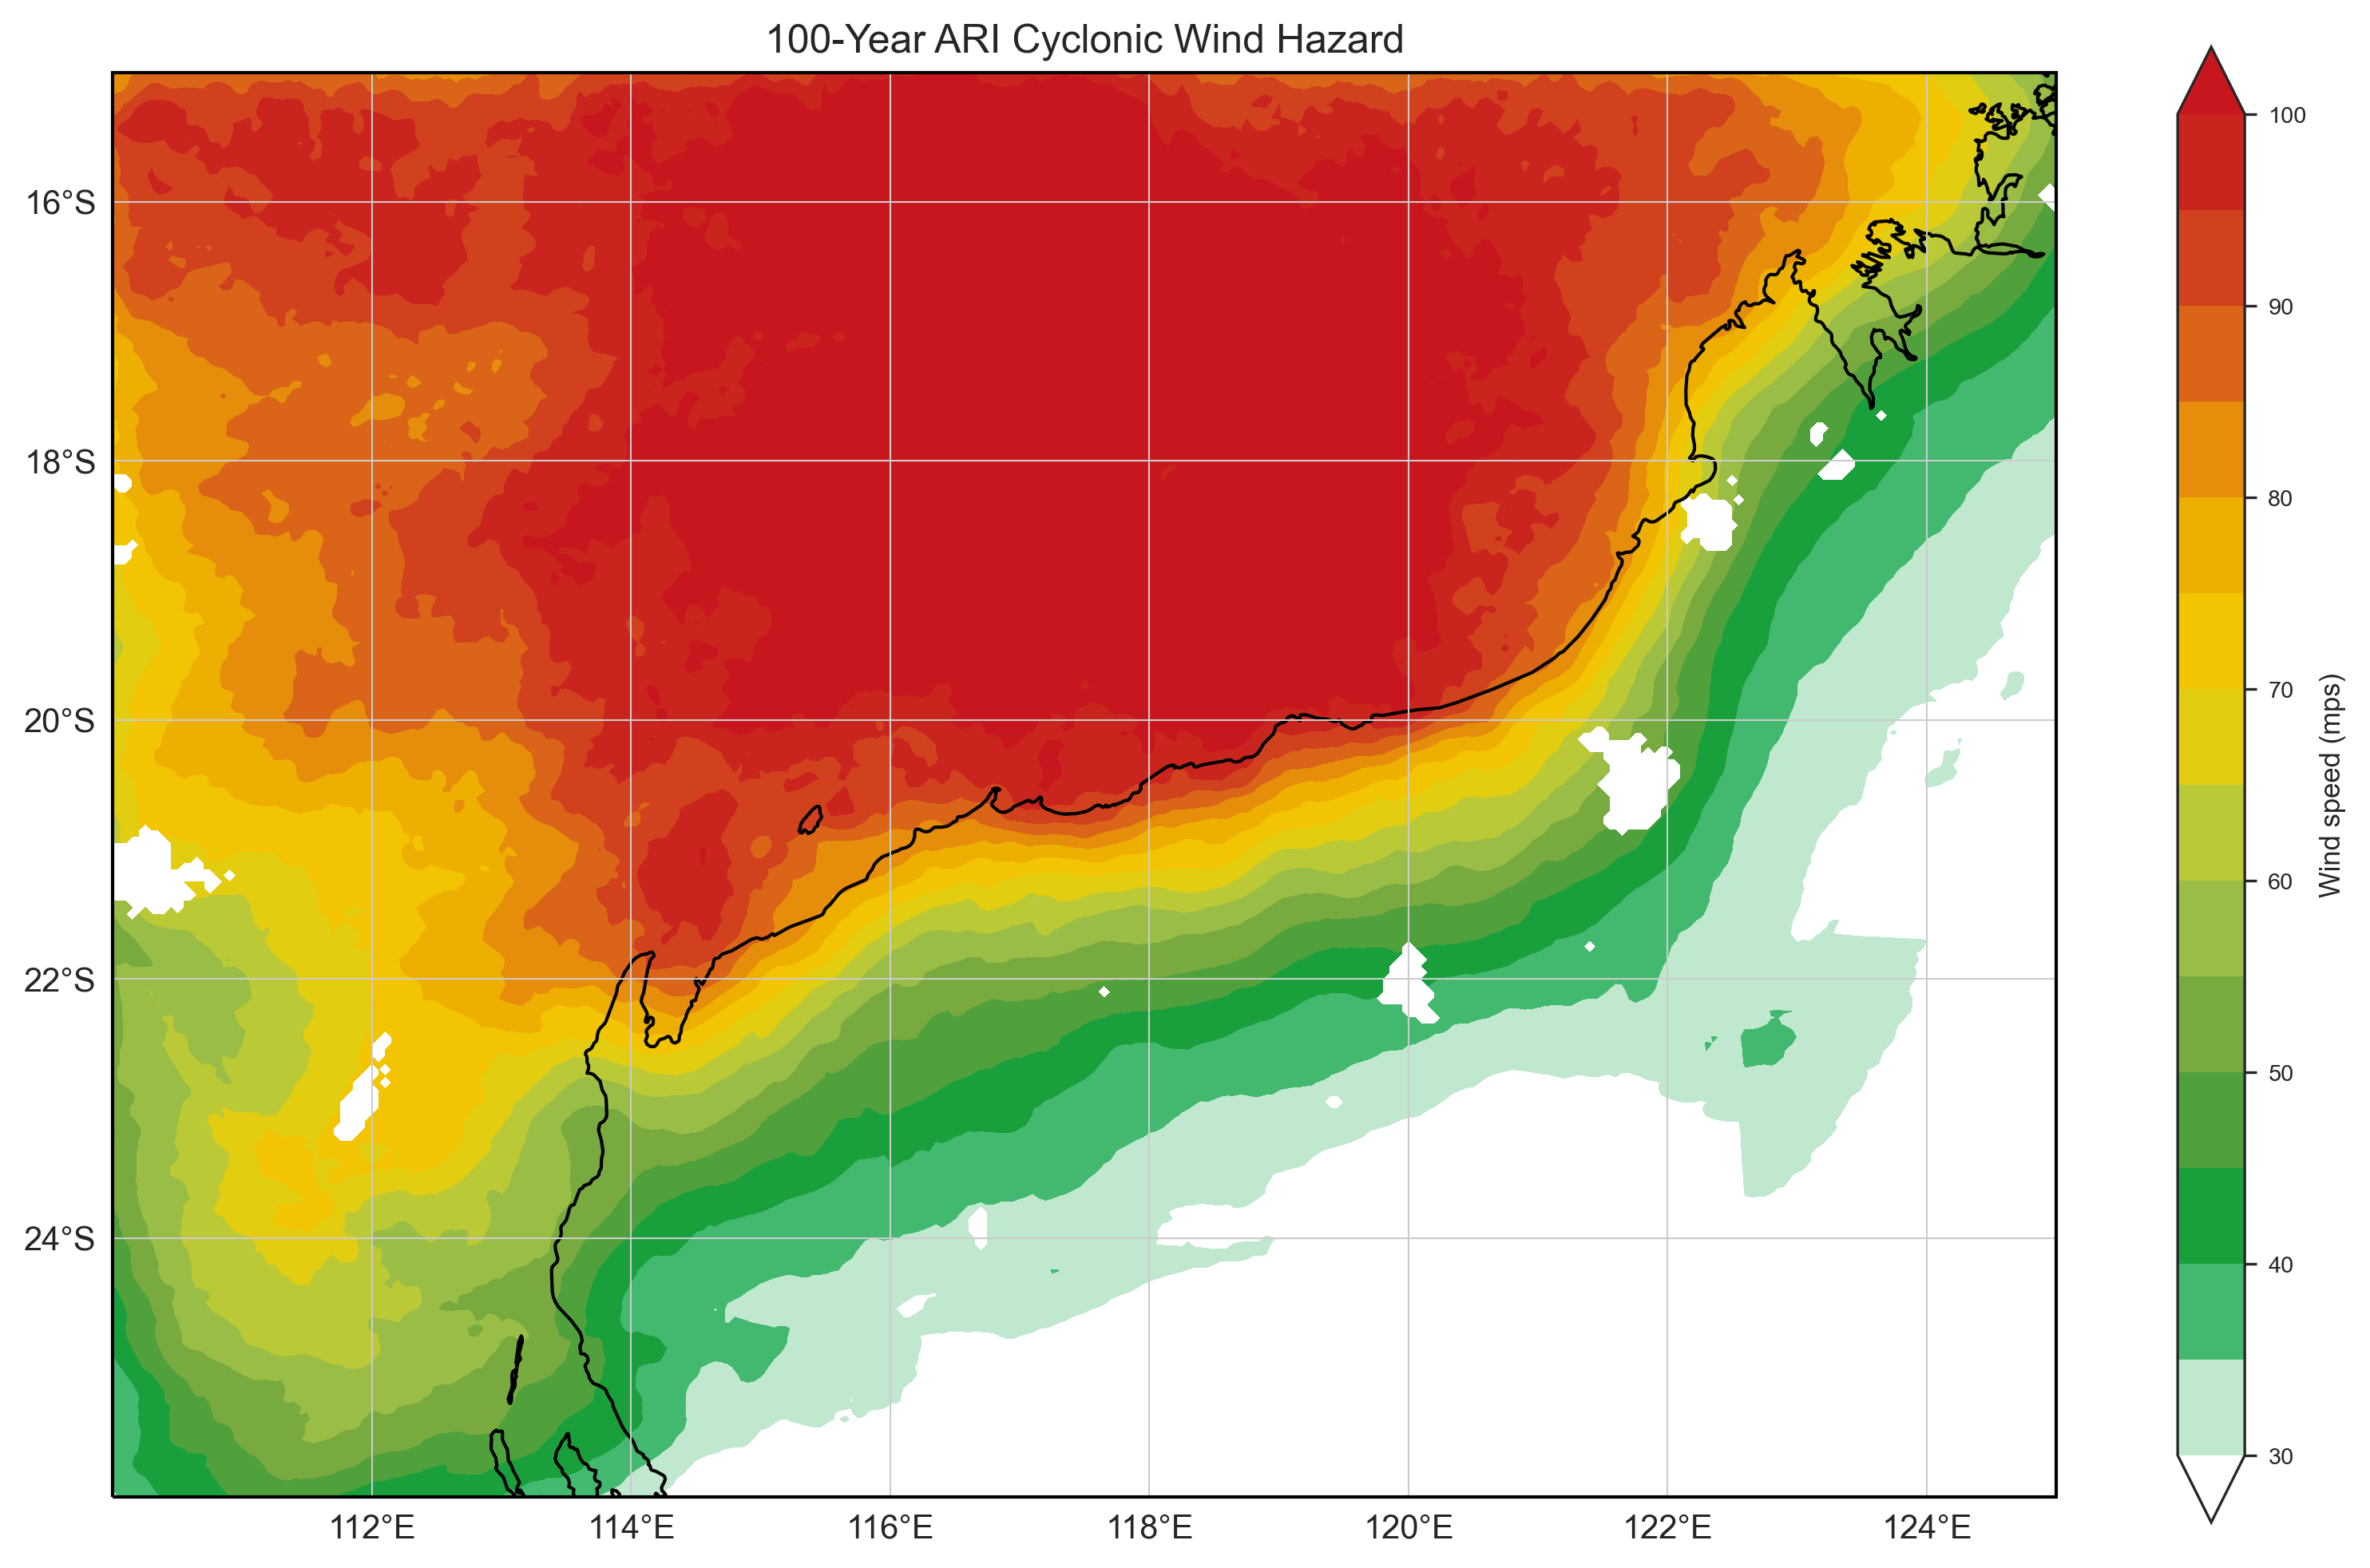 100-Year ARI Cyclonic Wind Hazard
16°S
18°S
20°S
22°S
24°S
112°E
114°E
116°E
118°E
120°E
122°E
124°E
100
90
80
70
60
50
40
30
Wind speed (mps)